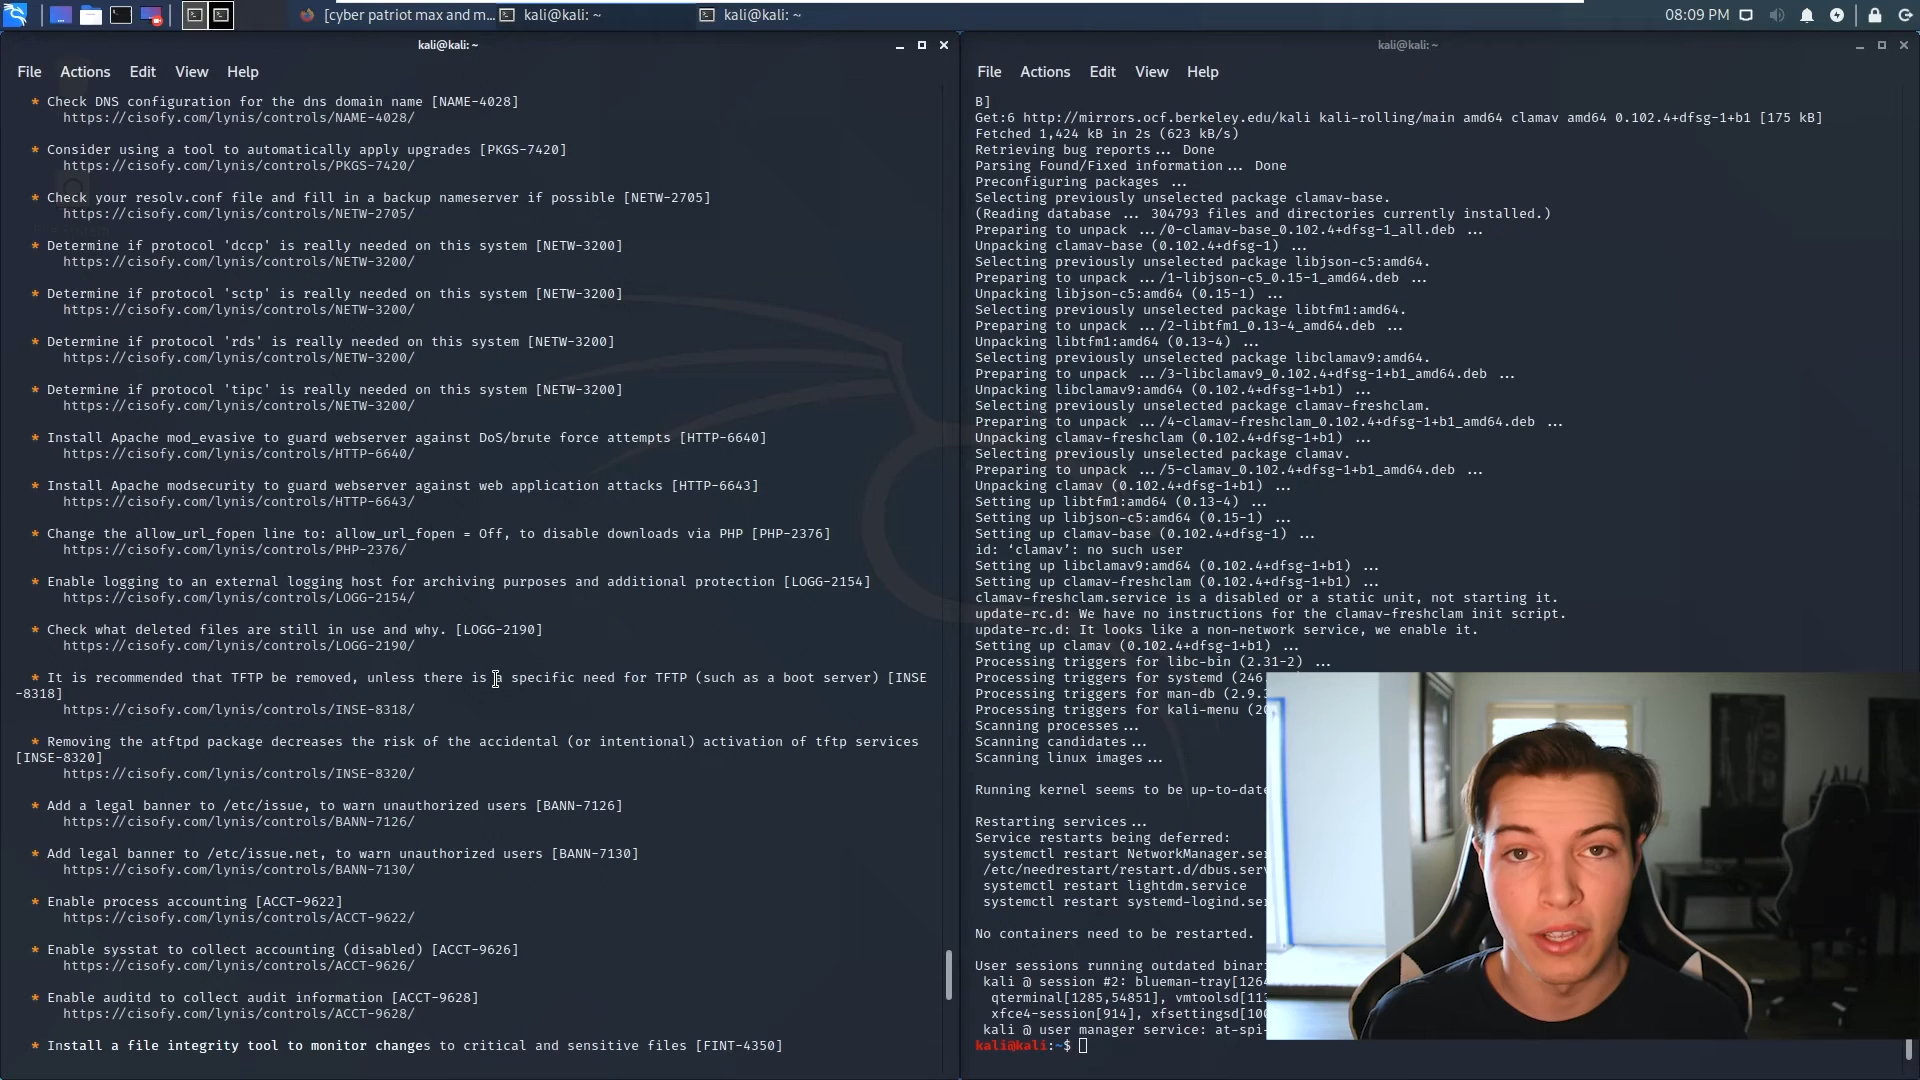 [cyber patriot max and m...
kali@kali: ~
kali@kali: ~
08:09 PM
kali@kali: ~
File Actions Edit View Help
* Check DNS configuration for the dns domain name [NAME-4028]
https://cisofy.com/lynis/controls/NAME-4028/
* Consider using a tool to automatically apply upgrades [PKGS-7420]
https://cisofy.com/lynis/controls/PKGS-7420/
* Check your resolv.conf file and fill in a backup nameserver if possible [NETW-2705]
https://cisofy.com/lynis/controls/NETW-2705/
* Determine if protocol 'dccp' is really needed on this system [NETW-3200]
https://cisofy.com/lynis/controls/NETW-3200/
* Determine if protocol 'sctp' is really needed on this system [NETW-3200]
https://cisofy.com/lynis/controls/NETW-3200/
* Determine if protocol 'rds' is really needed on this system [NETW-3200]
https://cisofy.com/lynis/controls/NETW-3200/
* Determine if protocol 'tipc' is really needed on this system [NETW-3200]
https://cisofy.com/lynis/controls/NETW-3200/
* Install Apache mod_evasive to guard webserver against DoS/brute force attempts [HTTP-6640]
https://cisofy.com/lynis/controls/HTTP-6640/
* Install Apache modsecurity to guard webserver against web application attacks [HTTP-6643]
https://cisofy.com/lynis/controls/HTTP-6643/
* Change the allow_url_fopen line to: allow_url_fopen = Off, to disable downloads via PHP [PHP-2376]
https://cisofy.com/lynis/controls/PHP-2376/
* Enable logging to an external logging host for archiving purposes and additional protection [LOGG-2154]
https://cisofy.com/lynis/controls/LOGG-2154/
* Check what deleted files are still in use and why. [LOGG-2190]
https://cisofy.com/lynis/controls/LOGG-2190/
* It is recommended that TFTP be removed, unless there is a specific need for TFTP (such as a boot server) [INSE
-8318]
https://cisofy.com/lynis/controls/INSE-8318/
* Removing the atftpd package decreases the risk of the accidental (or intentional) activation of tftp services
[INSE-8320]
https://cisofy.com/lynis/controls/INSE-8320/
* Add a legal banner to /etc/issue, to warn unauthorized users [BANN-7126]
https://cisofy.com/lynis/controls/BANN-7126/
* Add legal banner to /etc/issue.net, to warn unauthorized users [BANN-7130]
https://cisofy.com/lynis/controls/BANN-7130/
* Enable process accounting [ACCT-9622]
https://cisofy.com/lynis/controls/ACCT-9622/
* Enable sysstat to collect accounting (disabled) [ACCT-9626]
https://cisofy.com/lynis/controls/ACCT-9626/
* Enable auditd to collect audit information [ACCT-9628]
https://cisofy.com/lynis/controls/ACCT-9628/
* Install a file integrity tool to monitor changes to critical and sensitive files [FINT-4350]
kali@kali: ~
File Actions Edit View Help
B]
Get:6 http://mirrors.ocf.berkeley.edu/kali kali-rolling/main amd64 clamav amd64 0.102.4+dfsg-1+b1 [175 kB]
Fetched 1,424 kB in 2s (623 kB/s)
Retrieving bug reports... Done
Parsing Found/Fixed information... Done
Preconfiguring packages ...
Selecting previously unselected package clamav-base.
(Reading database ... 304793 files and directories currently installed.)
Preparing to unpack .../0-clamav-base_0.102.4+dfsg-1_all.deb ...
Unpacking clamav-base (0.102.4+dfsg-1) ...
Selecting previously unselected package libjson-c5:amd64.
Preparing to unpack .../1-libjson-c5_0.15-1_amd64.deb ...
Unpacking libjson-c5:amd64 (0.15-1) ...
Selecting previously unselected package libtfm1:amd64.
Preparing to unpack .../2-libtfm1_0.13-4_amd64.deb ...
Unpacking libtfm1:amd64 (0.13-4) ...
Selecting previously unselected package libclamav9:amd64.
Preparing to unpack .../3-libclamav9_0.102.4+dfsg-1+b1_amd64.deb ...
Unpacking libclamav9:amd64 (0.102.4+dfsg-1+b1) ...
Selecting previously unselected package clamav-freshclam.
Preparing to unpack .../4-clamav-freshclam_0.102.4+dfsg-1+b1_amd64.deb ...
Unpacking clamav-freshclam (0.102.4+dfsg-1+b1) ...
Selecting previously unselected package clamav.
Preparing to unpack .../5-clamav_0.102.4+dfsg-1+b1_amd64.deb ...
Unpacking clamav (0.102.4+dfsg-1+b1) ...
Setting up libtfm1:amd64 (0.13-4) ...
Setting up libjson-c5:amd64 (0.15-1) ...
Setting up clamav-base (0.102.4+dfsg-1) ...
id: ‘clamav’: no such user
Setting up libclamav9:amd64 (0.102.4+dfsg-1+b1) ...
Setting up clamav-freshclam (0.102.4+dfsg-1+b1) ...
clamav-freshclam.service is a disabled or a static unit, not starting it.
update-rc.d: We have no instructions for the clamav-freshclam init script.
update-rc.d: It looks like a non-network service, we enable it.
Setting up clamav (0.102.4+dfsg-1+b1) ...
Processing triggers for libc-bin (2.31-2) ...
Processing triggers for systemd (246.
Processing triggers for man-db (2.9.3
Processing triggers for kali-menu (20
Scanning processes...
Scanning candidates...
Scanning linux images...
Running kernel seems to be up-to-date
Restarting services...
Service restarts being deferred:
systemctl restart NetworkManager.ser
/etc/needrestart/restart.d/dbus.serv
systemctl restart lightdm.service
systemctl restart systemd-logind.ser
No containers need to be restarted.
User sessions running outdated binari
kali @ session #2: blueman-tray[1264
qterminal[1285,54851], vmtoolsd[113
xfce4-session[914], xfsettingsd[100
kali @ user manager service: at-spi-
kali@kali:~$